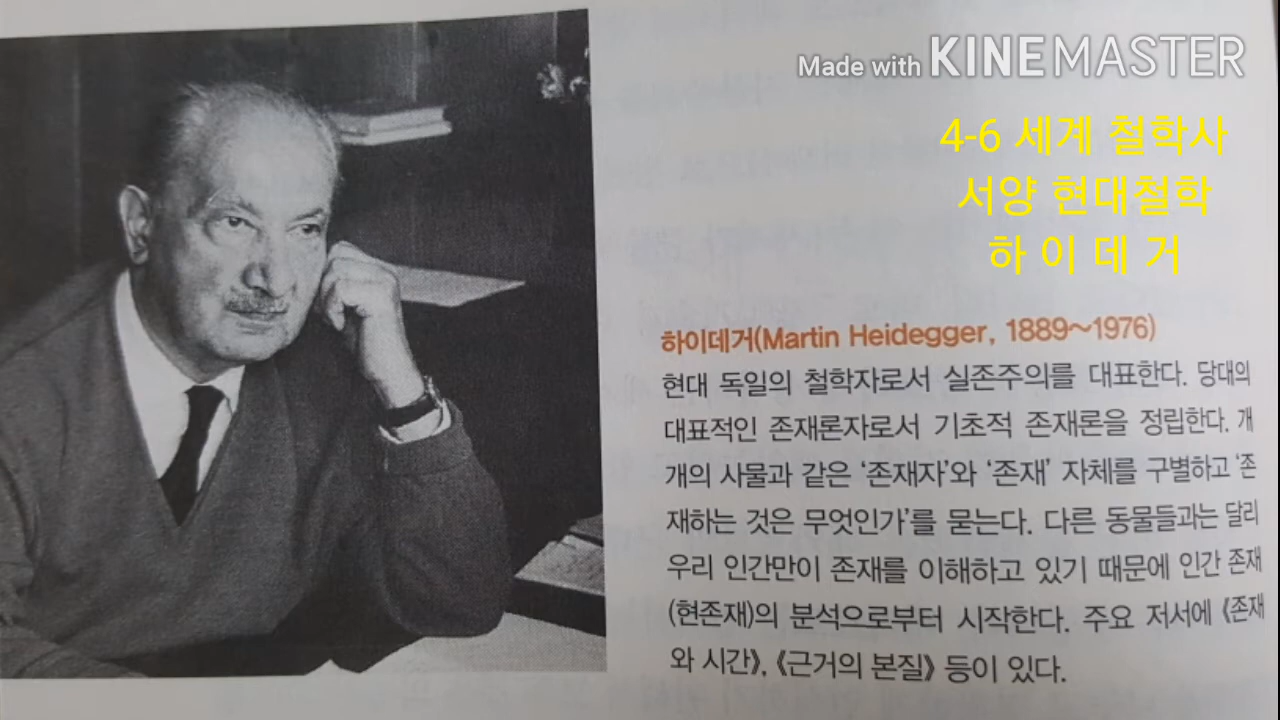 Made with KINEMASTER
4-6 세계 철학사
서양 현대철학
하 이 데 거
하이데거(Martin Heidegger, 1889~1976)
현대 독일의 철학자로서 실존주의를 대표한다. 당대의
대표적인 존재론자로서 기초적 존재론을 정립한다. 개
개의 사물과 같은 ‘존재자’와 ‘존재’ 자체를 구별하고 ‘존
재하는 것은 무엇인가’를 묻는다. 다른 동물들과는 달리
우리 인간만이 존재를 이해하고 있기 때문에 인간 존재
(현존재)의 분석으로부터 시작한다. 주요 저서에 《존재
와 시간》, 《근거의 본질》 등이 있다.